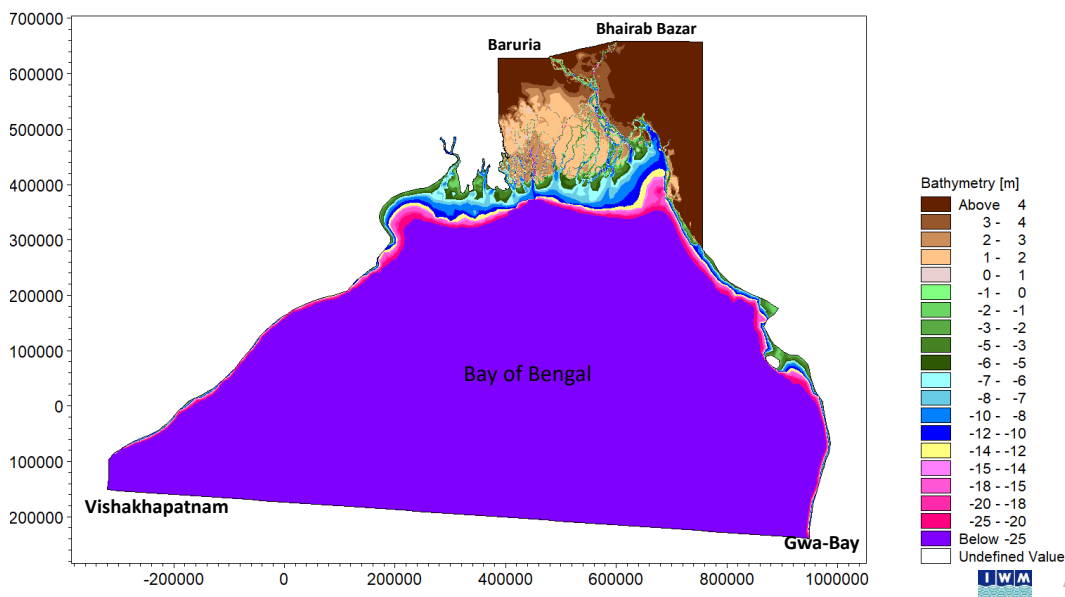 700000
600000
500000
400000
300000
200000
100000
0
100000
200000
-200000
0
200000
400000
600000
800000
1000000
Baruria
Bhairab Bazar
Bay of Bengal
Vishakhapatnam
Gwa-Bay
Bathymetry [m]
Above 4
3 - 4
2 - 3
1 - 2
0 - 1
-1 - 0
-2 - -1
-3 - -2
-5 - -3
-6 - -5
-7 - -6
-8 - -7
-10 - -8
-12 - -10
-14 - -12
-15 - -14
-18 - -15
-20 - -18
-25 - -20
Below -25
Undefined Value
IWM